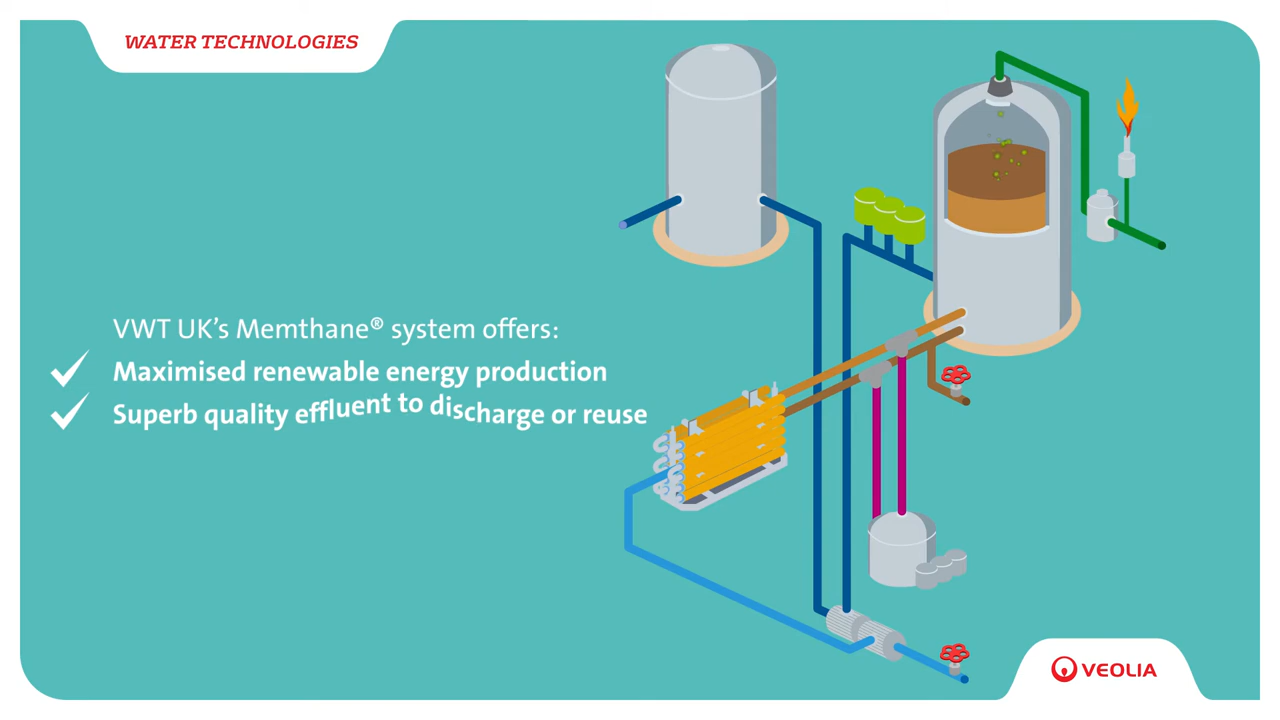 WATER TECHNOLOGIES
VWT UK’s Memthane® system offers:
Maximised renewable energy production
Superb quality effluent to discharge or reuse
VEOLIA